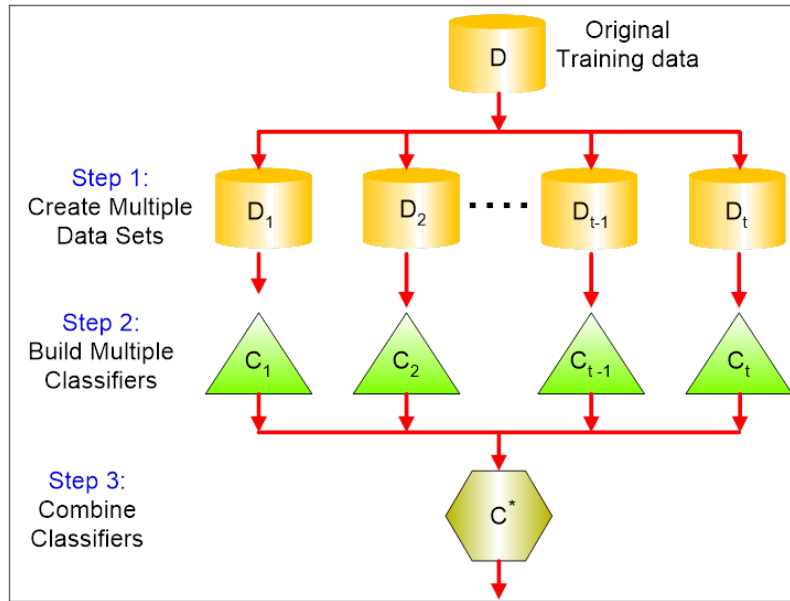 Original
Training data
D
Step 1:
Create Multiple
Data Sets
D₁
D₂
....
Dₜ₋₁
Dₜ
Step 2:
Build Multiple
Classifiers
C₁
C₂
Cₜ₋₁
Cₜ
Step 3:
Combine
Classifiers
C*